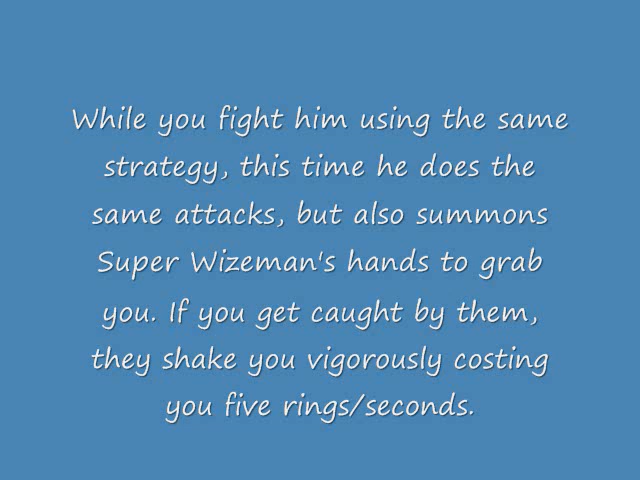 While you fight him using the same
strategy, this time he does the
same attacks, but also summons
Super Wizeman's hands to grab
you. If you get caught by them,
they shake you vigorously costing
you five rings/seconds.